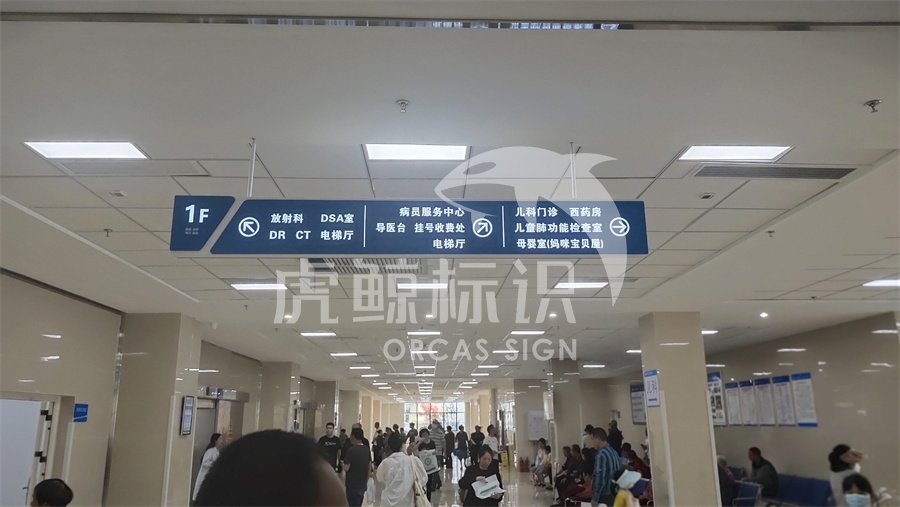 1F
放射科 DSA室
DR CT 电梯厅
病员服务中心
导医台 挂号收费处
电梯厅
儿科门诊 西药房
儿童肺功能检查室
母婴室(妈咪宝贝屋)
虎鲸标识
ORCAS SIGN
儿科